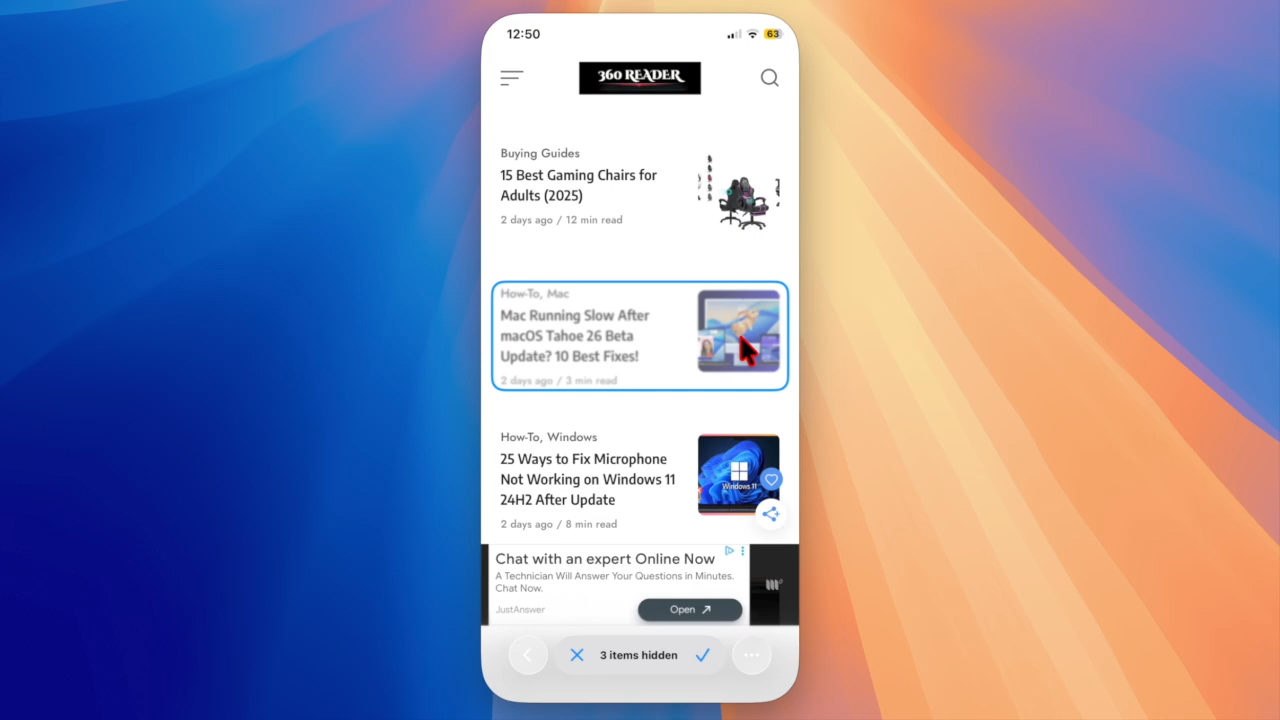 12:50
63
360 READER
Buying Guides
15 Best Gaming Chairs for
Adults (2025)
2 days ago / 12 min read
How-To, Mac
Mac Running Slow After
macOS Tahoe 26 Beta
Update? 10 Best Fixes!
2 days ago / 3 min read
How-To, Windows
25 Ways to Fix Microphone
Not Working on Windows 11
24H2 After Update
Windows 11
2 days ago / 8 min read
Chat with an expert Online Now
A Technician Will Answer Your Questions in Minutes.
Chat Now.
JustAnswer
Open
3 items hidden